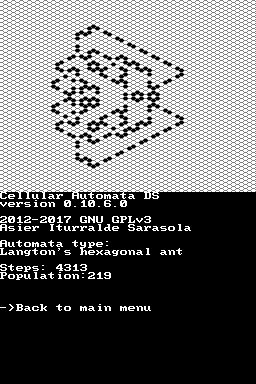 Cellular Automata DS
version 0.10.6.0
2012-2017 GNU GPLv3
Asier Iturralde Sarasola
Automata type:
Langton's hexagonal ant
Steps: 4313
Population:219
->Back to main menu